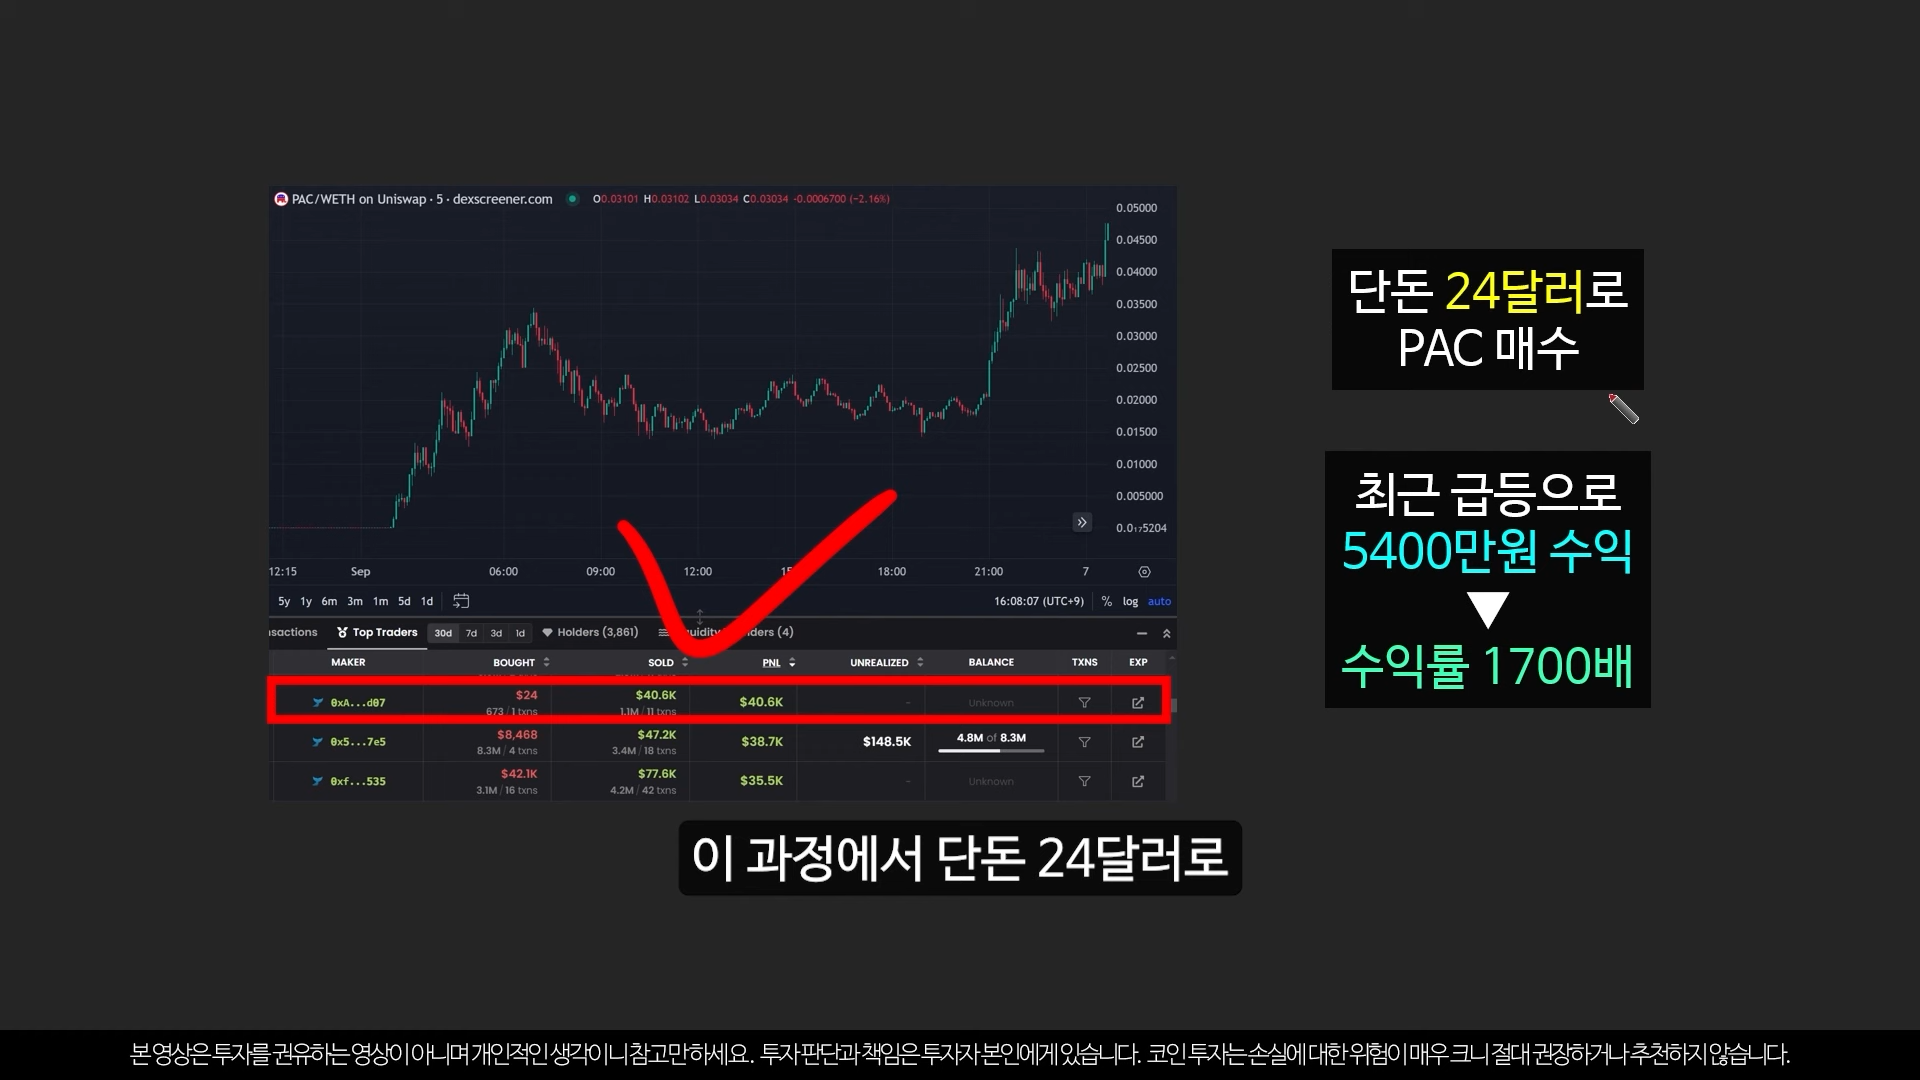 PAC/WETH on Uniswap · 5 · dexscreener.com O0.03101 H0.03102 L0.03034 C0.03034 -0.0006700 (−2.16%)
0.05000
0.04500
0.04000
0.03500
0.03000
0.02500
0.02000
0.01500
0.01000
0.005000
0.0₁₇5204
12:15 Sep 06:00 09:00 12:00 18:00 21:00 7
5y 1y 6m 3m 1m 5d 1d 16:08:07 (UTC+9) % log auto
Top Traders 30d 7d 3d 1d Holders (3,861) (4)
MAKER BOUGHT SOLD PNL UNREALIZED BALANCE TXNS EXP
0xA...d07 $24 $40.6K $40.6K - Unknown
673 / 1 txns 1.1M / 11 txns
0x5...7e5 $8,468 $47.2K $38.7K $148.5K 4.8M of 8.3M
8.3M / 4 txns 3.4M / 18 txns
0xf...535 $42.1K $77.6K $35.5K - Unknown
3.1M / 16 txns 4.2M / 42 txns
단돈 24달러로
PAC 매수
최근 급등으로
5400만원 수익
수익률 1700배
이 과정에서 단돈 24달러로
본 영상은 투자를 권유하는 영상이 아니며 개인적인 생각이니 참고만 하세요. 투자 판단과 책임은 투자자 본인에게 있습니다. 코인 투자는 손실에 대한 위험이 매우 크니 절대 권장하거나 추천하지 않습니다.